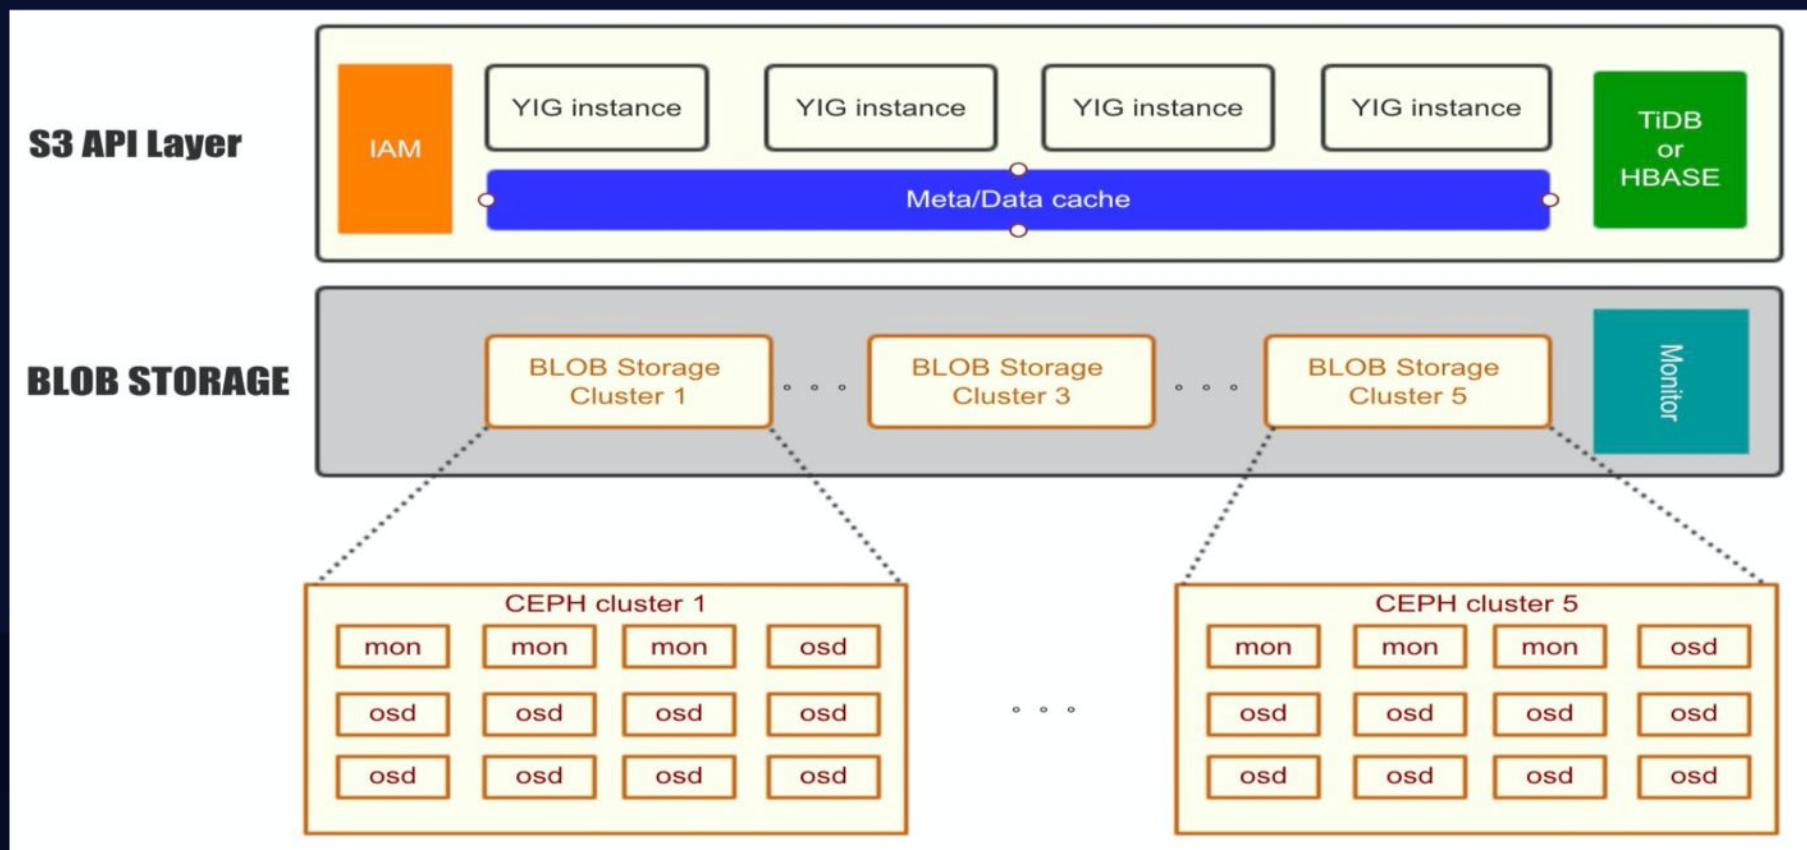 S3 API Layer
IAM
YIG instance
YIG instance
YIG instance
YIG instance
Meta/Data cache
TiDB
or
HBASE
BLOB STORAGE
BLOB Storage
Cluster 1
BLOB Storage
Cluster 3
BLOB Storage
Cluster 5
Monitor
CEPH cluster 1
mon mon mon osd
osd osd osd osd
osd osd osd osd
CEPH cluster 5
mon mon mon osd
osd osd osd osd
osd osd osd osd